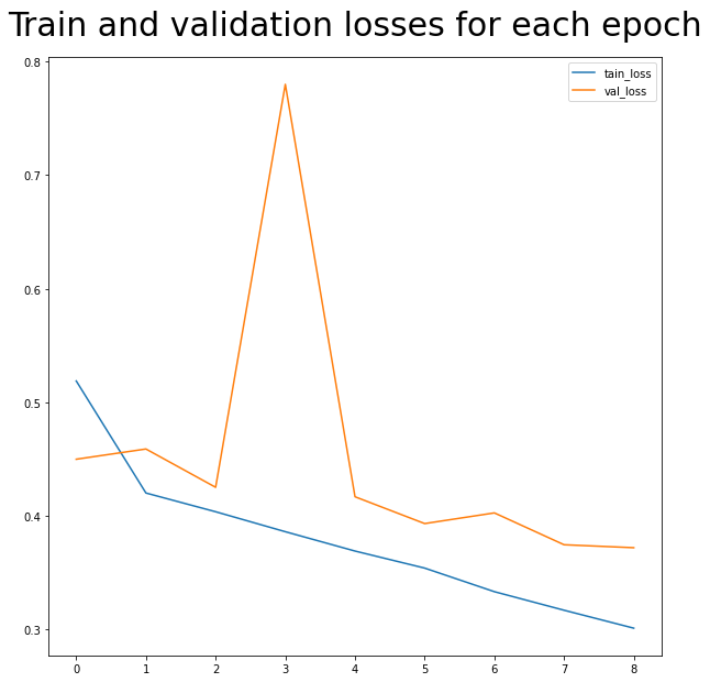 Train and validation losses for each epoch
0.8
0.7
0.6
0.5
0.4
0.3
tain_loss
val_loss
0 1 2 3 4 5 6 7 8